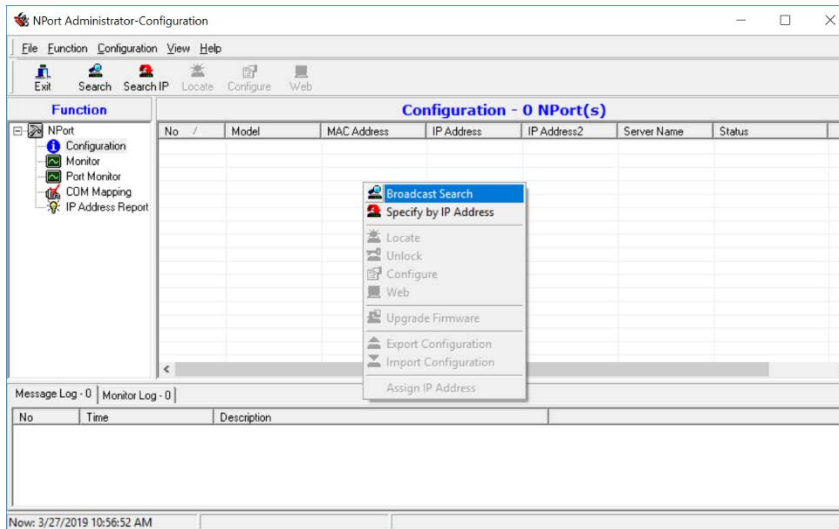 NPort Administrator-Configuration
File Function Configuration View Help
Exit Search Search IP Locate Configure Web
Function
Configuration - 0 NPort(s)
NPort
Configuration
Monitor
Port Monitor
COM Mapping
IP Address Report
No / Model MAC Address IP Address IP Address2 Server Name Status
Broadcast Search
Specify by IP Address
Locate
Unlock
Configure
Web
Upgrade Firmware
Export Configuration
Import Configuration
Assign IP Address
Message Log - 0 Monitor Log - 0
No Time Description
Now: 3/27/2019 10:56:52 AM